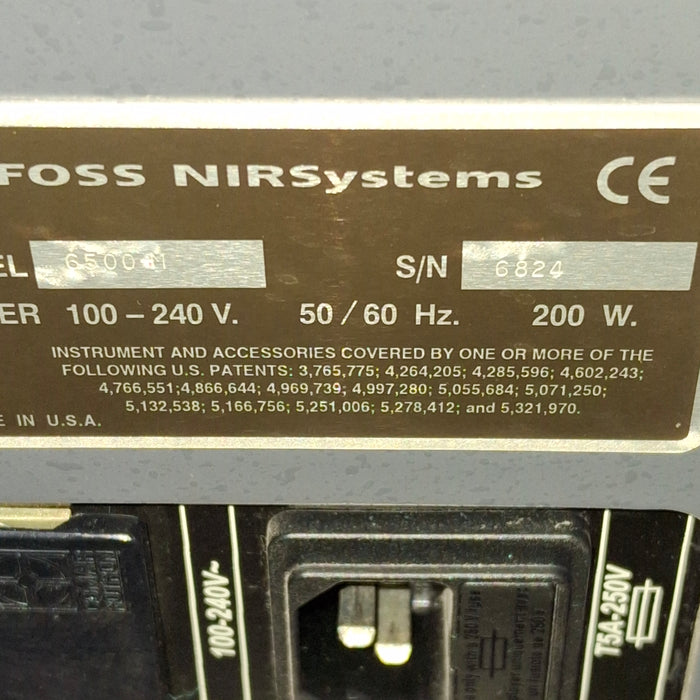 FOSS NIRSystems CE
EL 6500 S/N 6824
ER 100 – 240 V. 50 / 60 Hz. 200 W.
INSTRUMENT AND ACCESSORIES COVERED BY ONE OR MORE OF THE
FOLLOWING U.S. PATENTS: 3,765,775; 4,264,205; 4,285,596; 4,602,243;
4,766,551;4,866,644; 4,969,739; 4,997,280; 5,055,684; 5,071,250;
5,132,538; 5,166,756; 5,251,006; 5,278,412; and 5,321,970.
E IN U.S.A.
100-240V~
T5A-250V
only with a 250V fuse